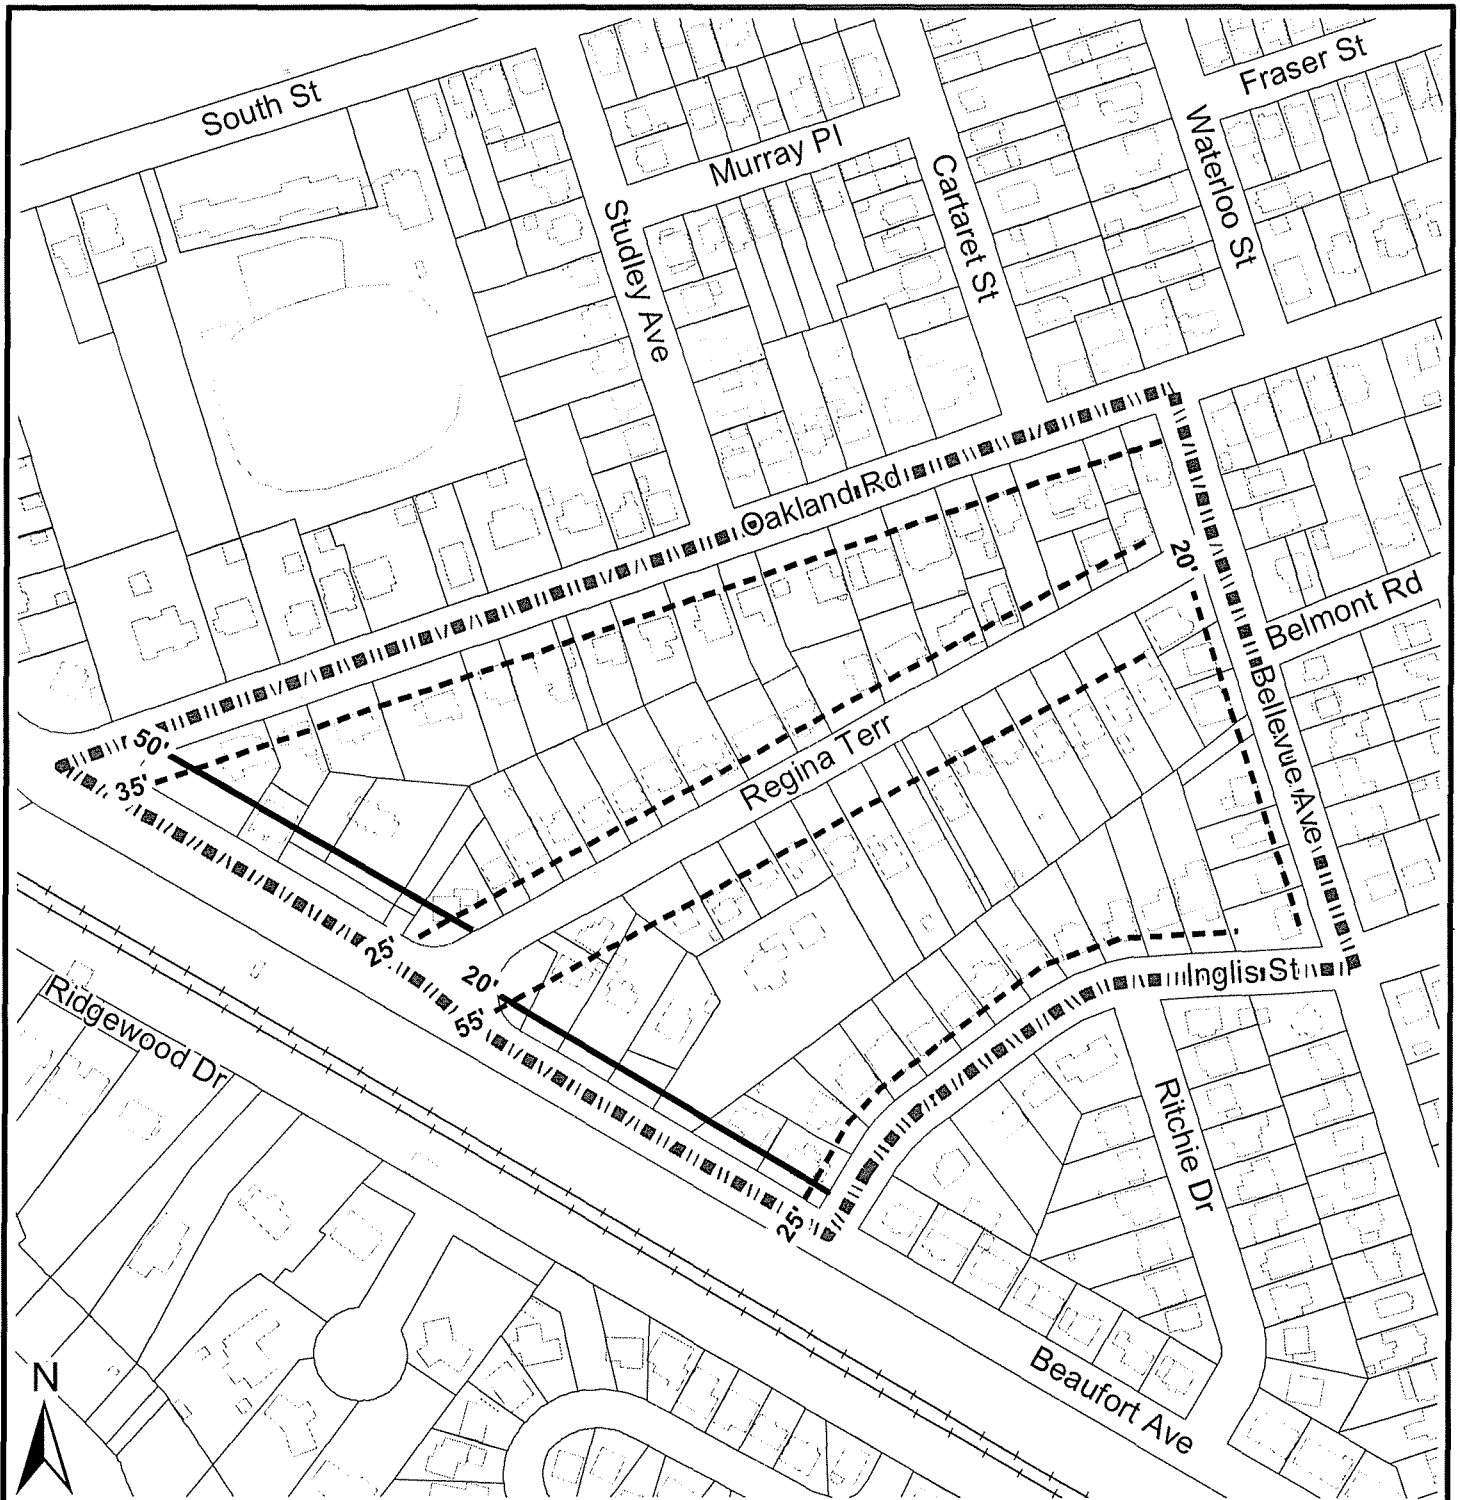 South St
Fraser St
Murray Pl
Waterloo St
Cartaret St
Studley Ave
Oakland Rd
20'
Belmont Rd
Bellevue Ave
50'
35'
Regina Terr
25'
20'
55'
Inglis St
Ridgewood Dr
Ritchie Dr
25'
Beaufort Ave
N